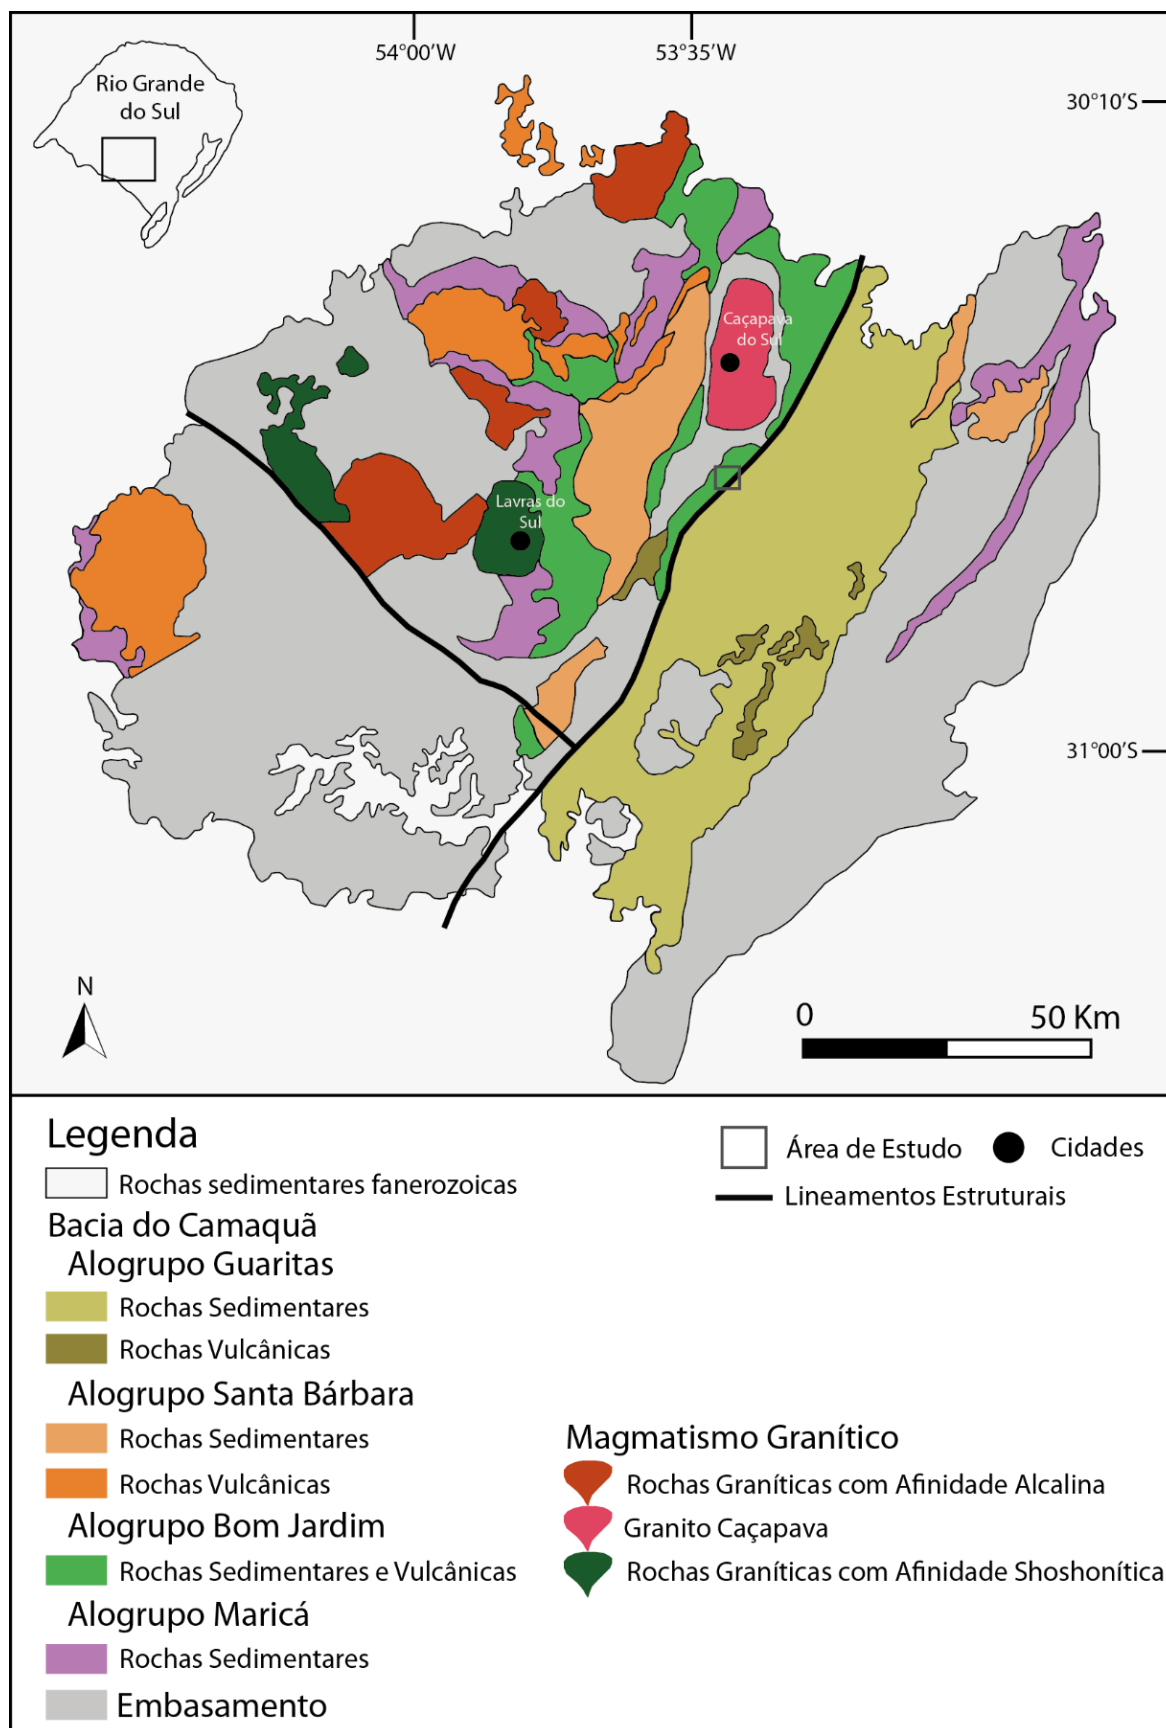 54°00'W
53°35'W
Rio Grande
do Sul
30°10'S
Caçapava
do Sul
Lavras do
Sul
31°00'S
N
0
50 Km
Legenda
Rochas sedimentares fanerozoicas
Bacia do Camaquã
Alogrupo Guaritas
Rochas Sedimentares
Rochas Vulcânicas
Alogrupo Santa Bárbara
Rochas Sedimentares
Rochas Vulcânicas
Alogrupo Bom Jardim
Rochas Sedimentares e Vulcânicas
Alogrupo Maricá
Rochas Sedimentares
Embasamento
Área de Estudo
Cidades
Lineamentos Estruturais
Magmatismo Granítico
Rochas Graníticas com Afinidade Alcalina
Granito Caçapava
Rochas Graníticas com Afinidade Shoshonítica